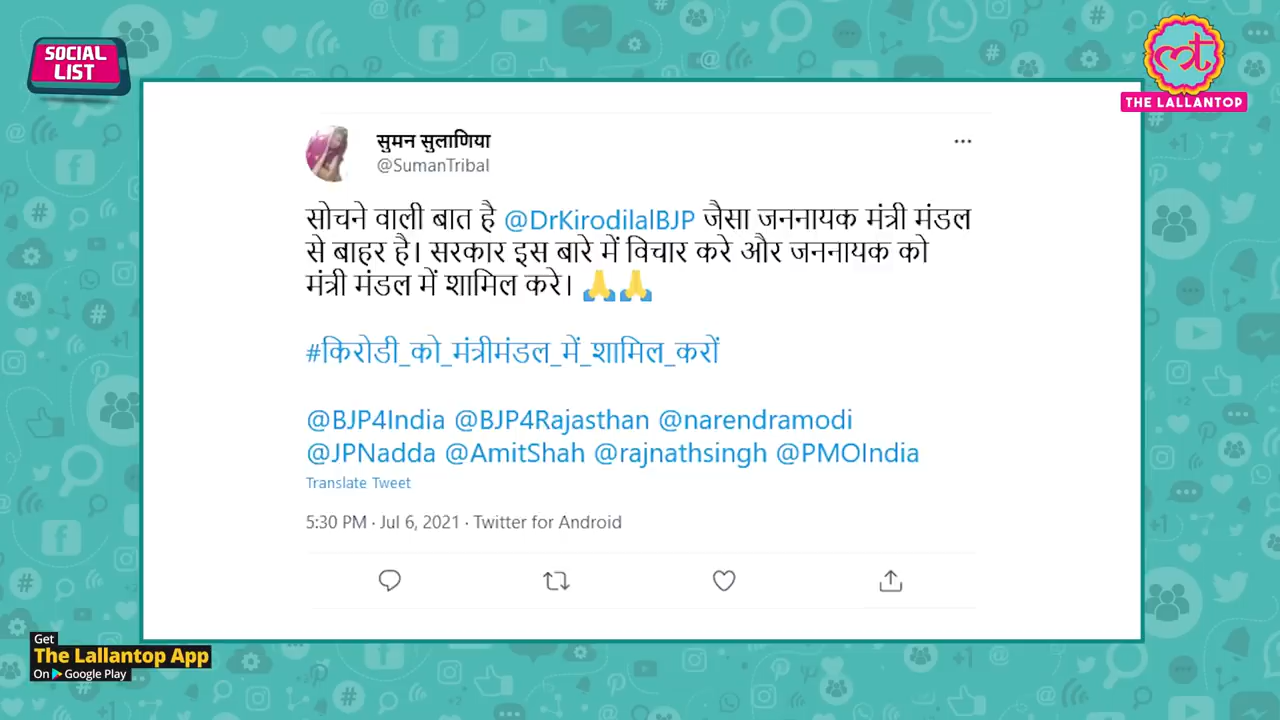 SOCIAL
LIST
THE LALLANTOP
सुमन सुलाणिया
@SumanTribal
सोचने वाली बात है @DrKirodilalBJP जैसा जननायक मंत्री मंडल
से बाहर है। सरकार इस बारे में विचार करे और जननायक को
मंत्री मंडल में शामिल करे। 🙏🙏
#किरोडी_को_मंत्रीमंडल_में_शामिल_करों
@BJP4India @BJP4Rajasthan @narendramodi
@JPNadda @AmitShah @rajnathsingh @PMOIndia
Translate Tweet
5:30 PM · Jul 6, 2021 · Twitter for Android
Get
The Lallantop App
On Google Play